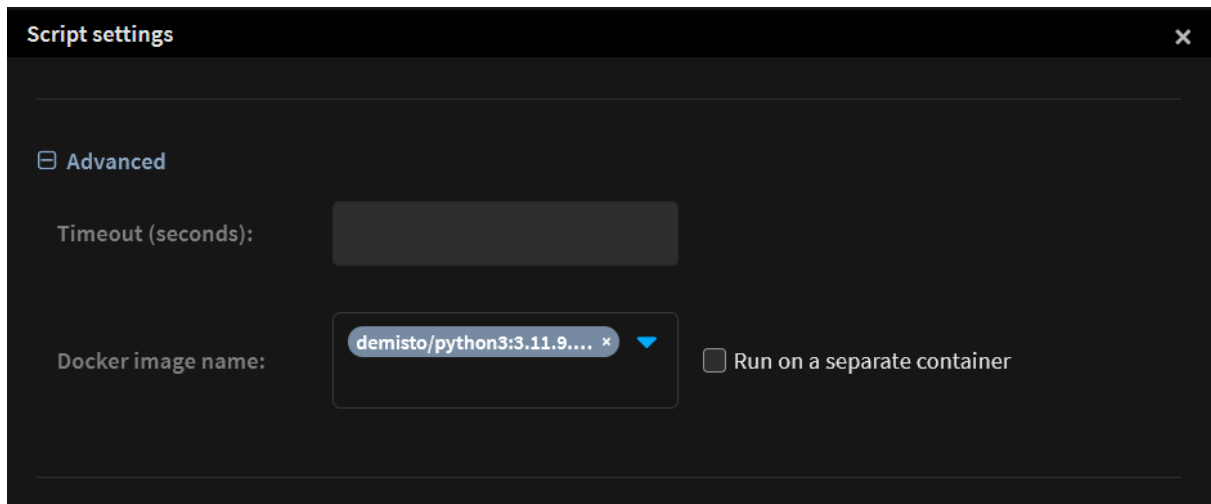 Script settings
Advanced
Timeout (seconds):
Docker image name:
demisto/python3:3.11.9.... ×
Run on a separate container